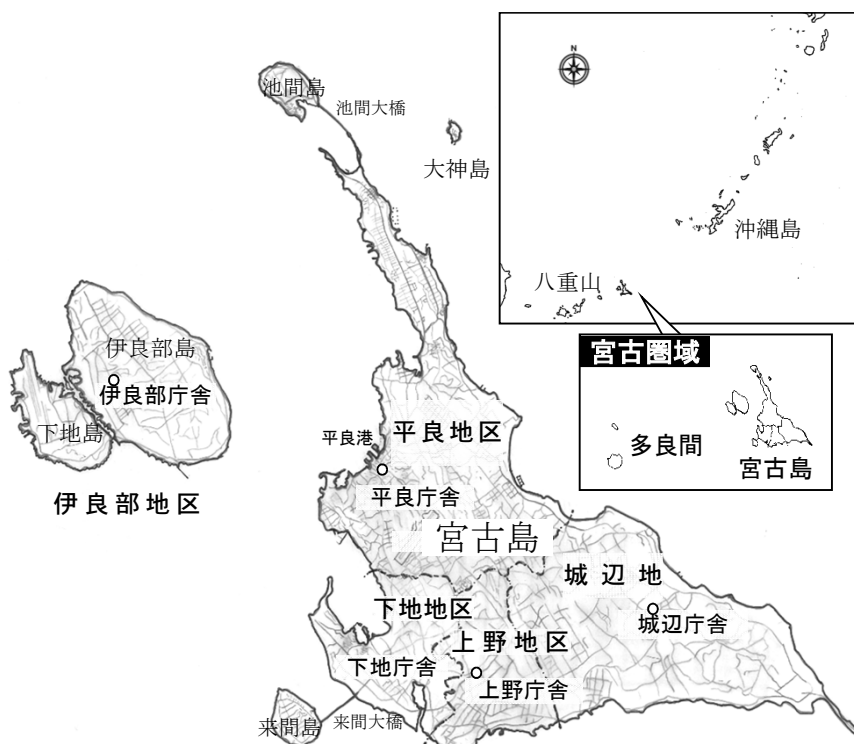 池間島
池間大橋
大神島
N
沖縄島
八重山
宮古圏域
多良間
宮古島
伊良部島
伊良部庁舎
下地島
伊良部地区
平良港
平良地区
平良庁舎
宮古島
城辺地
城辺庁舎
下地地区
上野地区
下地庁舎
上野庁舎
来間島
来間大橋